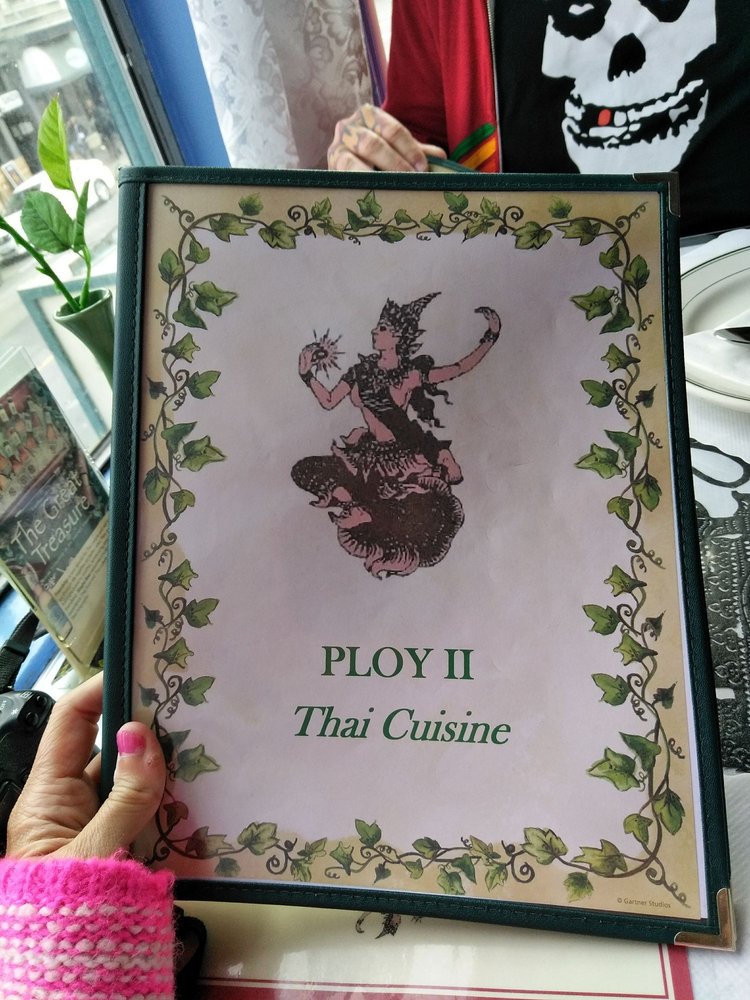 PLOY II
Thai Cuisine
© Gartner Studios
The Great
Treasure